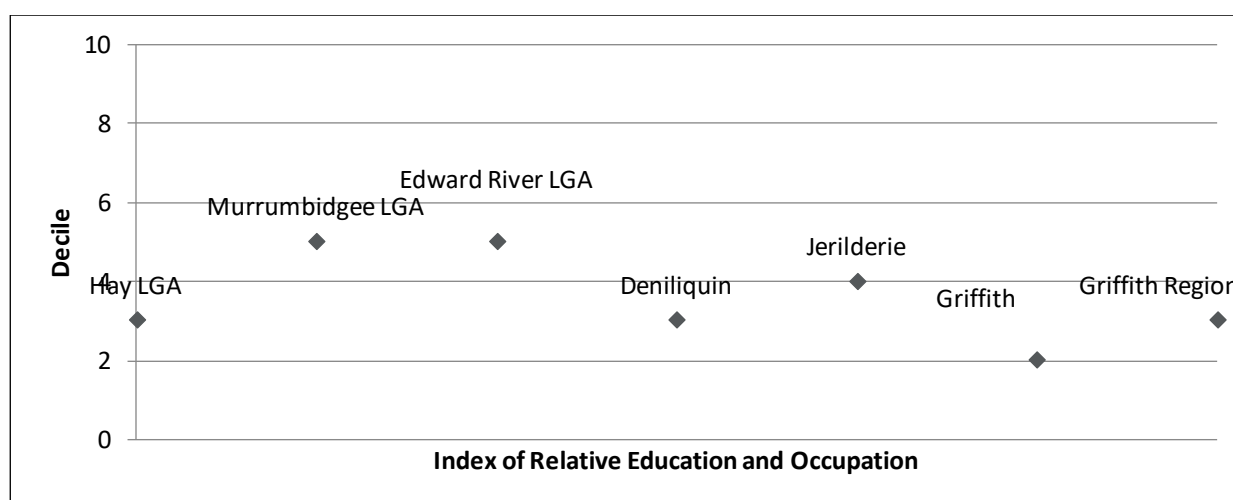 10
8
Edward River LGA
6
Murrumbidgee LGA
Decile
Jerilderie
4
Hay LGA
Deniliquin
Griffith
Griffith Region
2
0
Index of Relative Education and Occupation